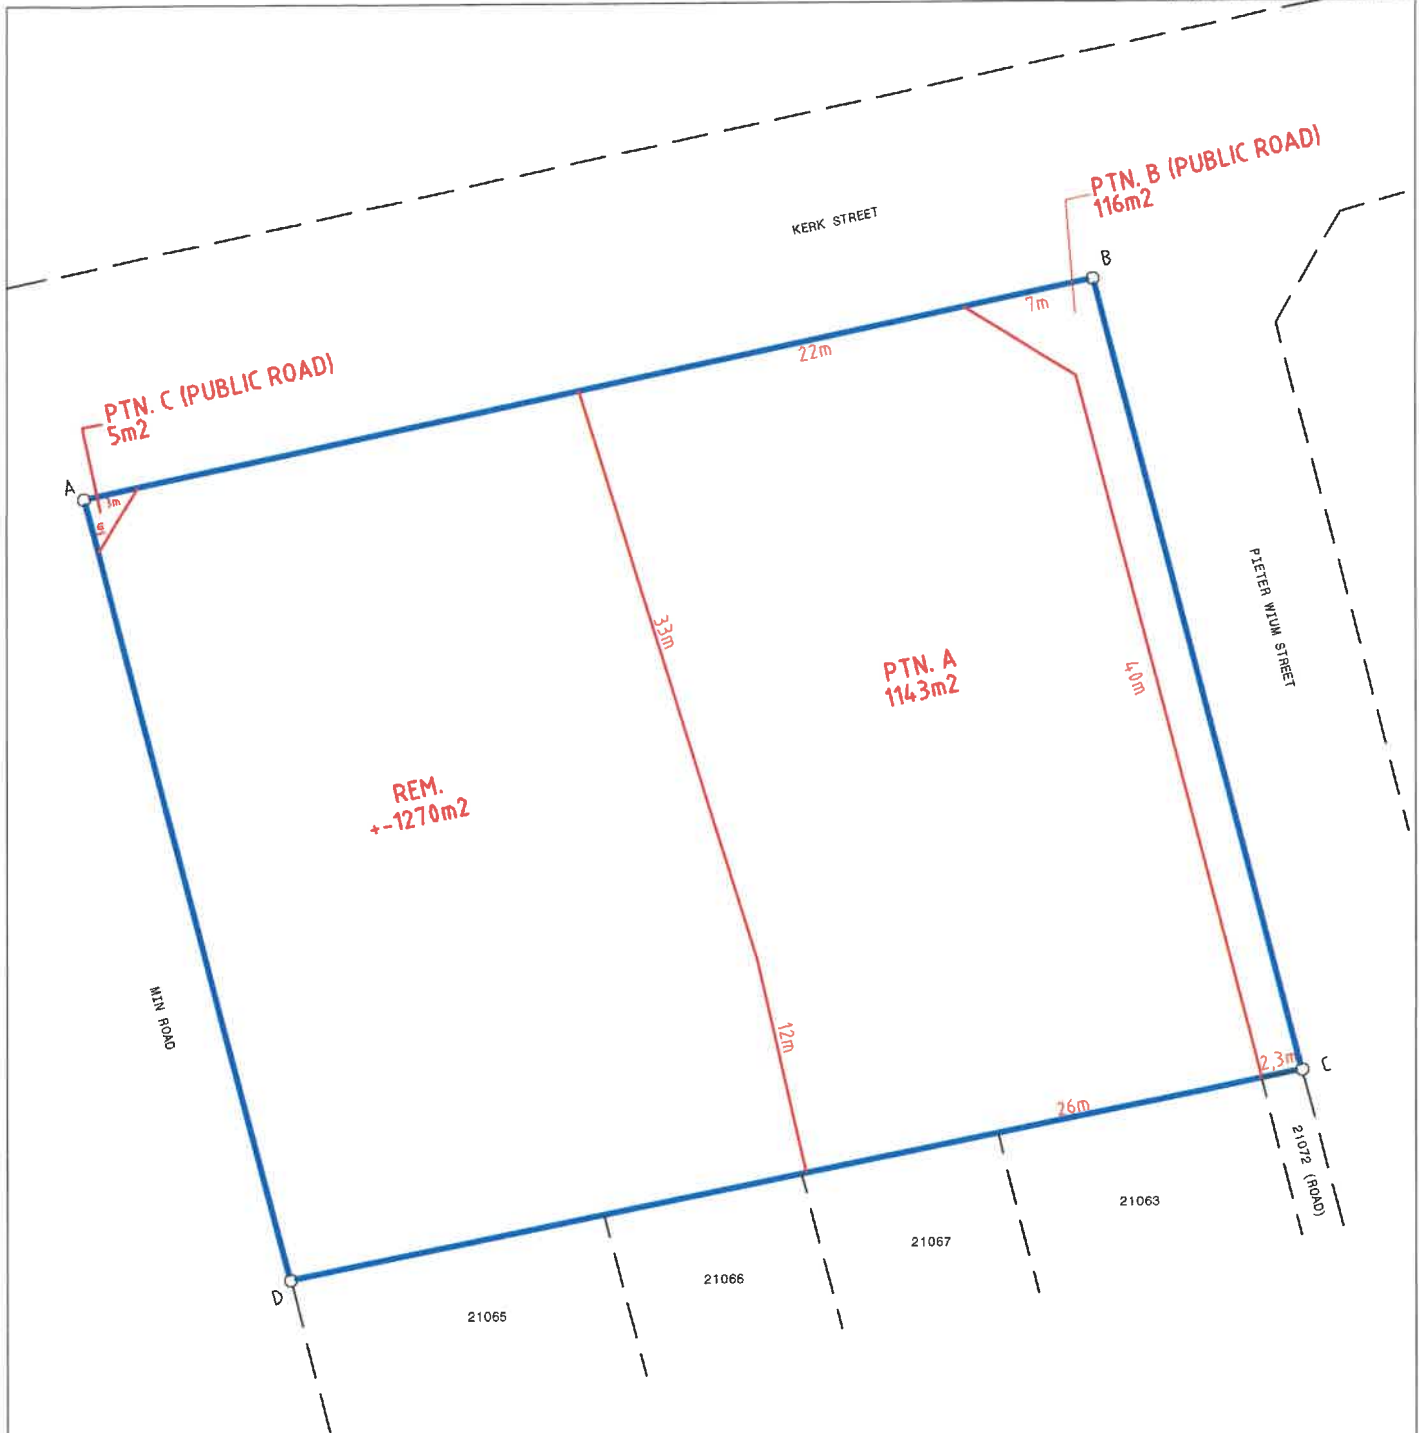 PTN. B (PUBLIC ROAD)
116m2
KERK STREET
B
7m
22m
PTN. C (PUBLIC ROAD)
5m2
A
3m
PIETER WIUM STREET
33m
PTN. A
1143m2
40m
REM.
+-1270m2
MIN ROAD
12m
2,3m
C
26m
21072 (ROAD)
21063
21067
21066
D
21065